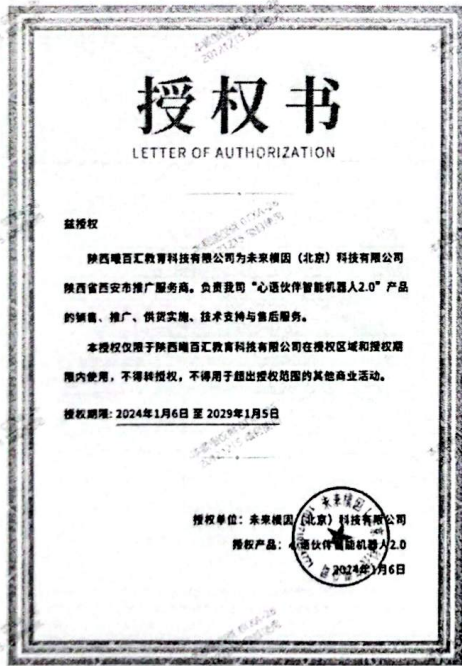 授权书
LETTER OF AUTHORIZATION
兹授权
陕西曦百汇教育科技有限公司为未来模因（北京）科技有限公司
陕西省西安市推广服务商。负责我司“心语伙伴智能机器人2.0”产品
的销售、推广、供货实施、技术支持与售后服务。
本授权仅限于陕西曦百汇教育科技有限公司在授权区域和授权期
限内使用，不得转授权，不得用于超出授权范围的其他商业活动。
授权期限: 2024年1月6日 至 2029年1月5日
授权单位：未来模因（北京）科技有限公司
授权产品：心语伙伴智能机器人2.0
2024年1月6日